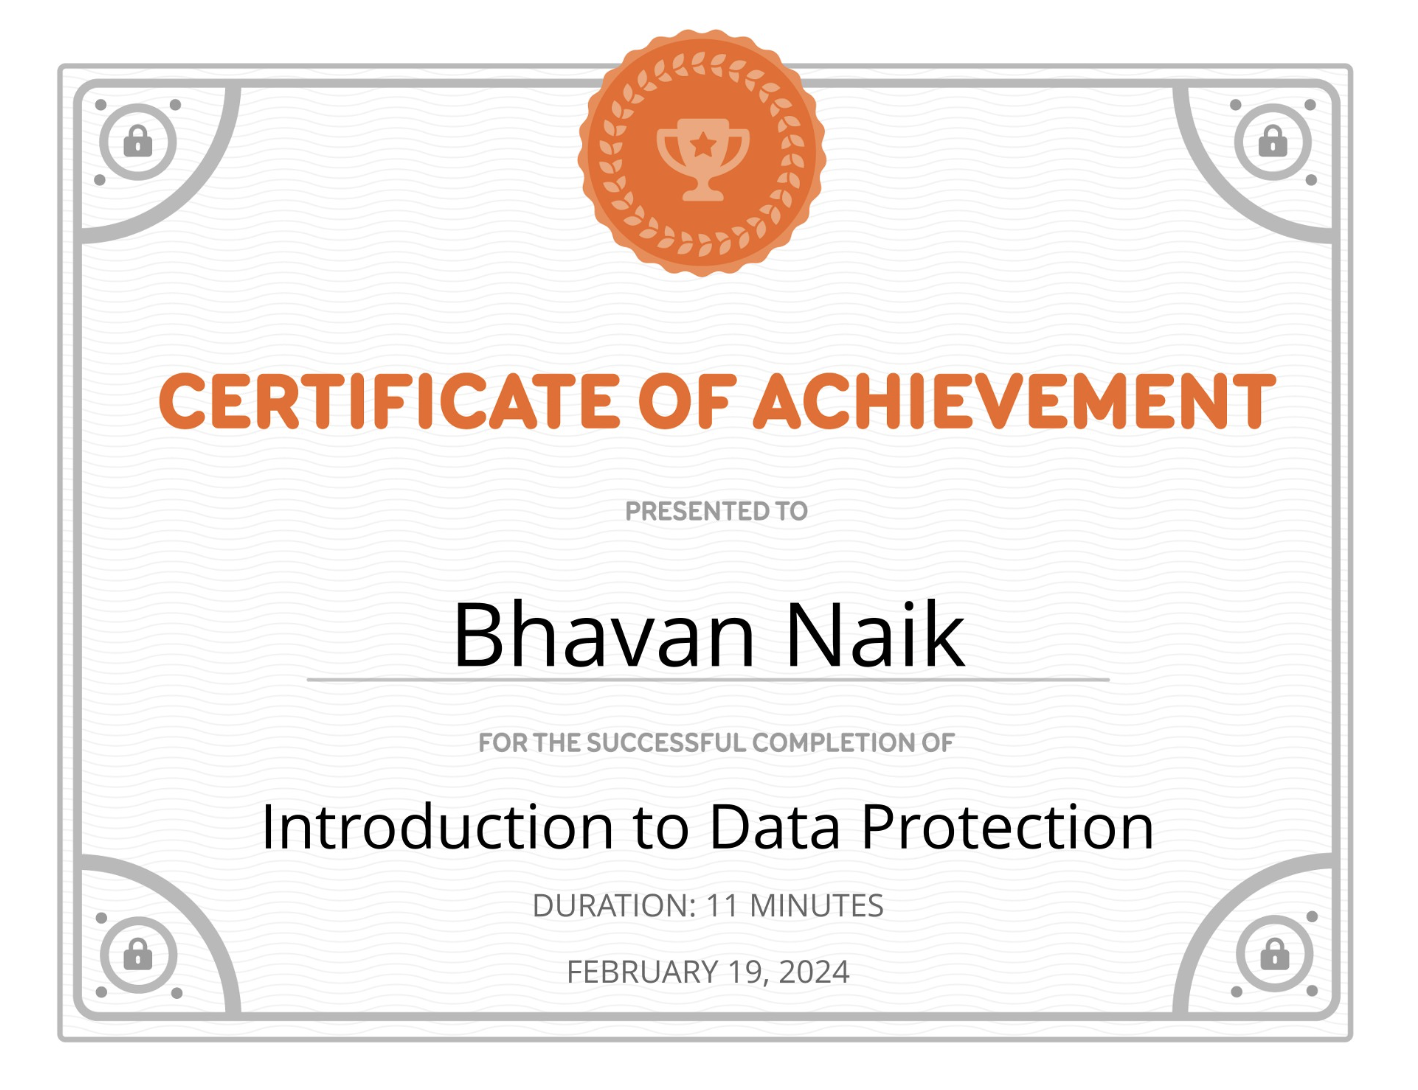 CERTIFICATE OF ACHIEVEMENT
PRESENTED TO
Bhavan Naik
FOR THE SUCCESSFUL COMPLETION OF
Introduction to Data Protection
DURATION: 11 MINUTES
FEBRUARY 19, 2024